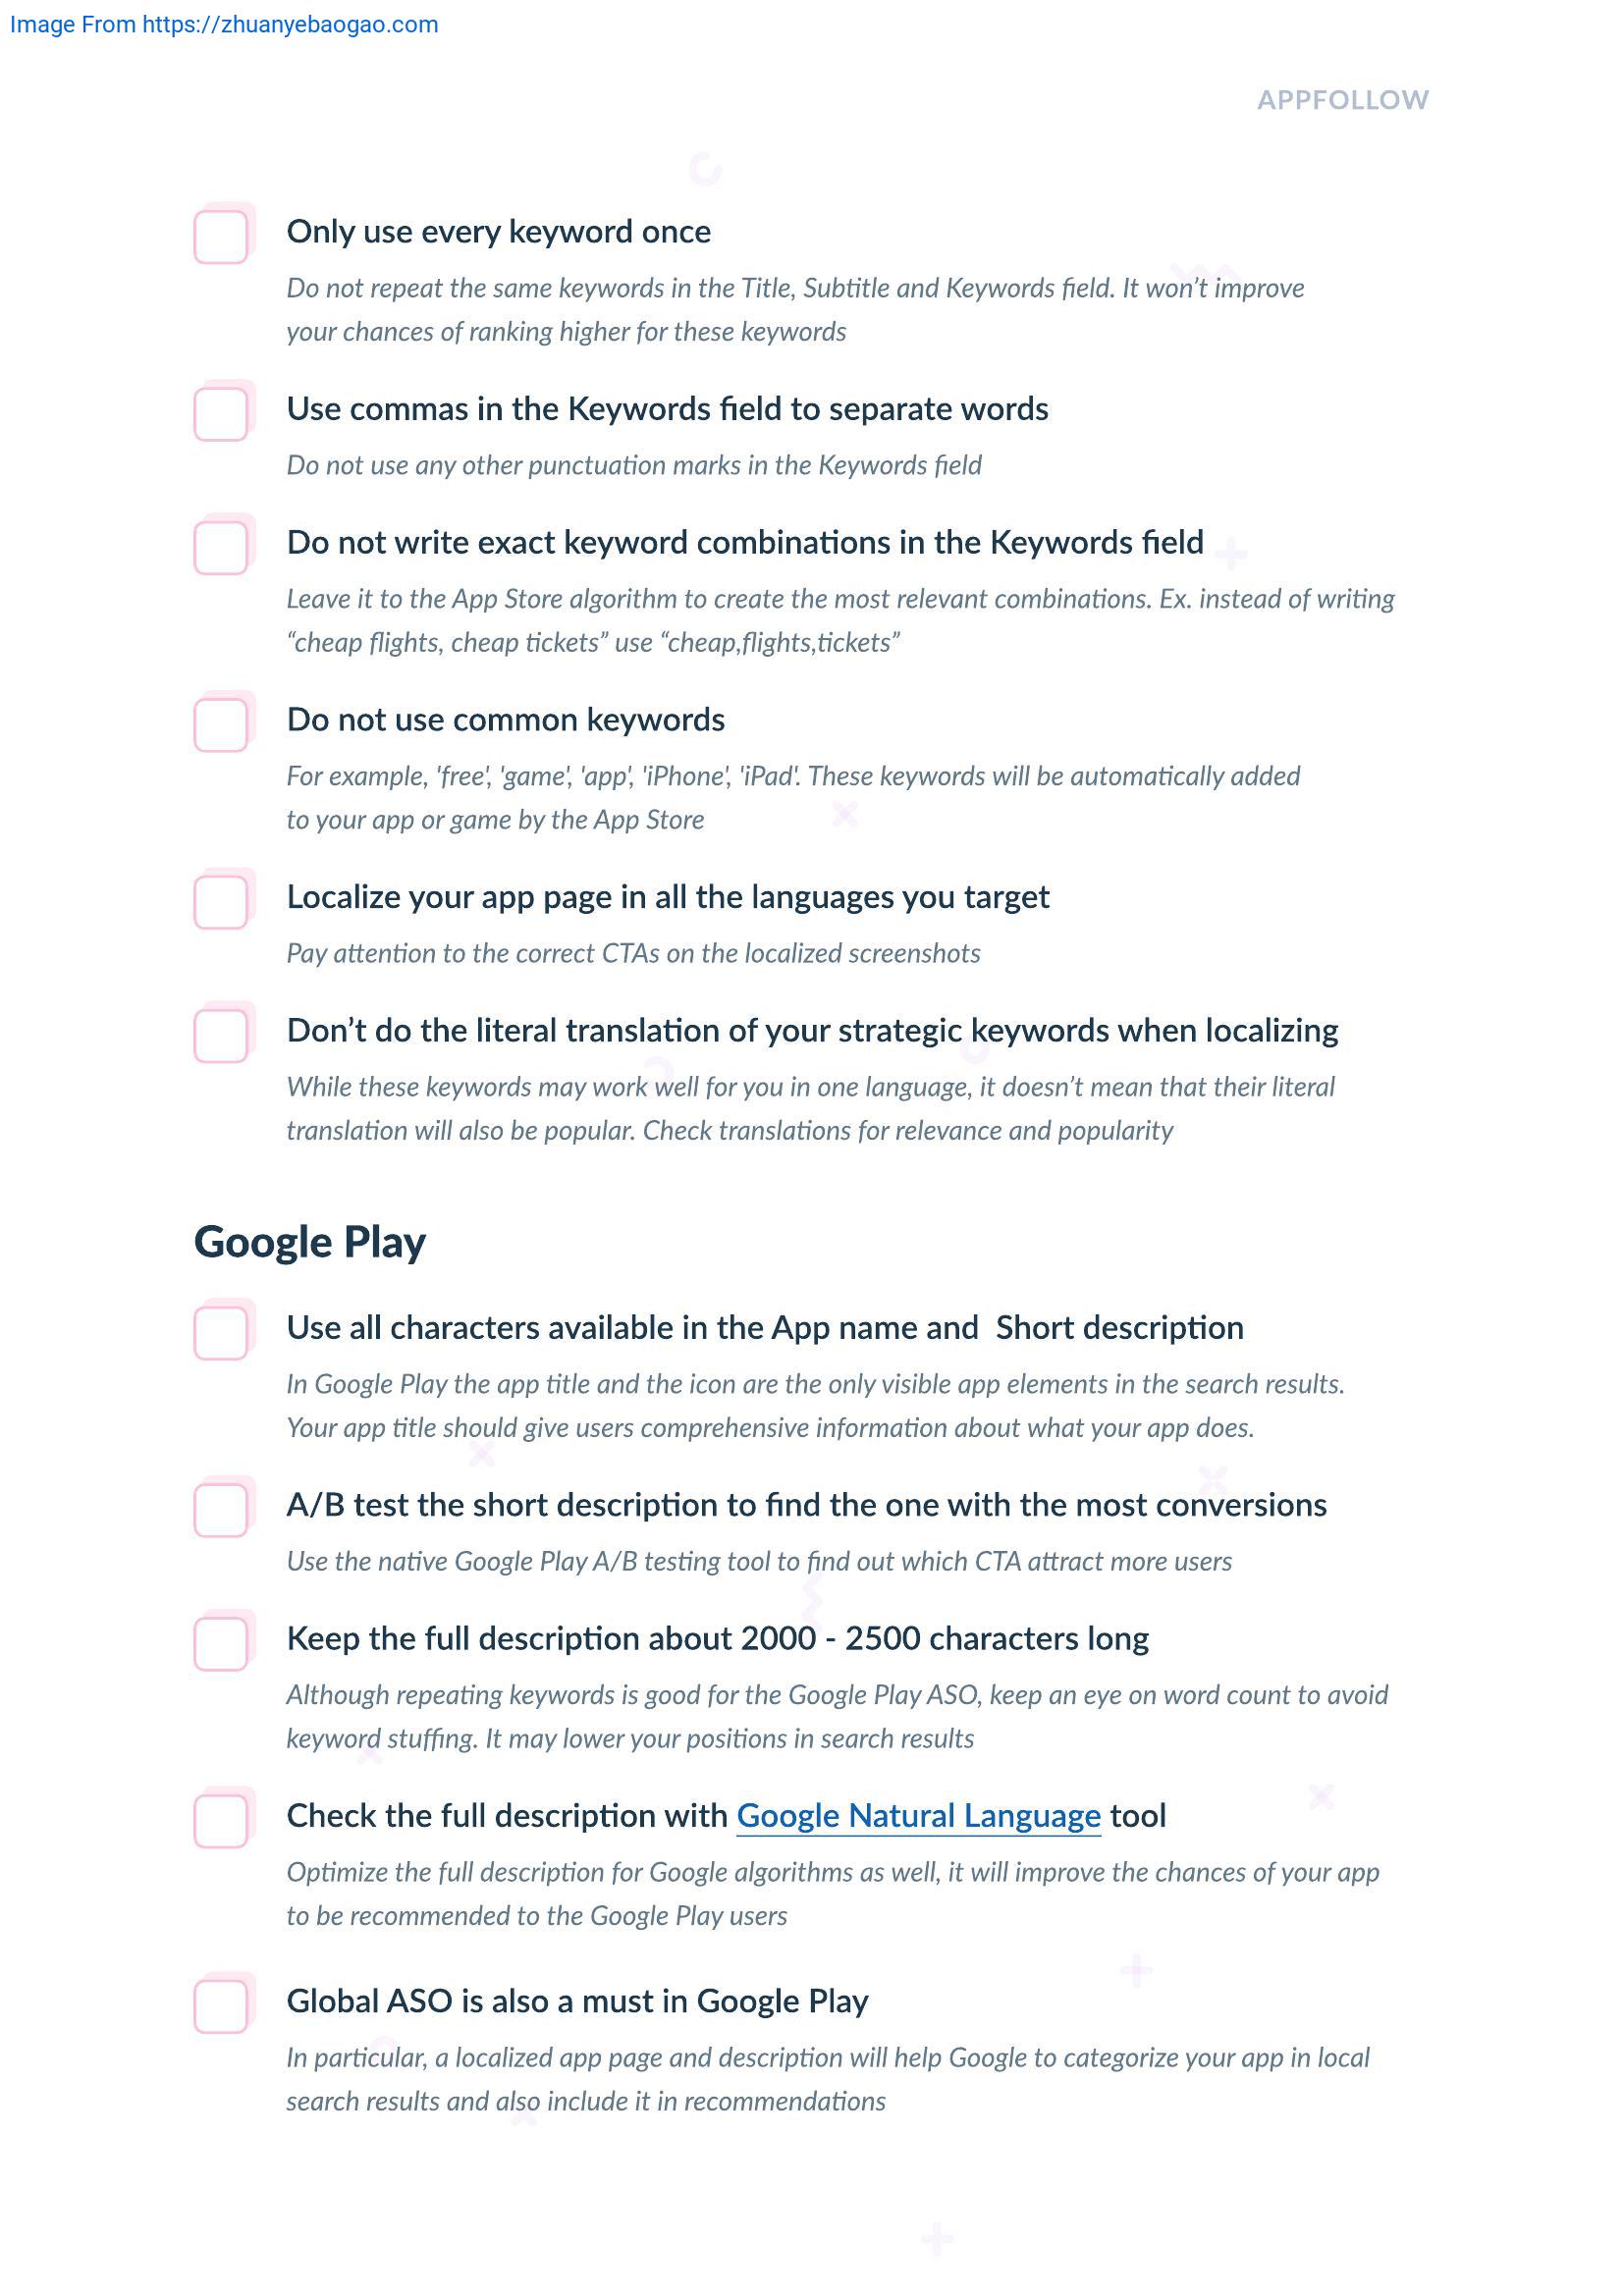 Image From https://zhuanyebaogao.com
APPFOLLOW
Only use every keyword once
Do not repeat the same keywords in the Title, Subtitle and Keywords field. It won’t improve
your chances of ranking higher for these keywords
Use commas in the Keywords field to separate words
Do not use any other punctuation marks in the Keywords field
Do not write exact keyword combinations in the Keywords field
Leave it to the App Store algorithm to create the most relevant combinations. Ex. instead of writing
“cheap flights, cheap tickets” use “cheap,flights,tickets”
Do not use common keywords
For example, 'free', 'game', 'app', 'iPhone', 'iPad'. These keywords will be automatically added
to your app or game by the App Store
Localize your app page in all the languages you target
Pay attention to the correct CTAs on the localized screenshots
Don’t do the literal translation of your strategic keywords when localizing
While these keywords may work well for you in one language, it doesn’t mean that their literal
translation will also be popular. Check translations for relevance and popularity
Google Play
Use all characters available in the App name and  Short description
In Google Play the app title and the icon are the only visible app elements in the search results.
Your app title should give users comprehensive information about what your app does.
A/B test the short description to find the one with the most conversions
Use the native Google Play A/B testing tool to find out which CTA attract more users
Keep the full description about 2000 - 2500 characters long
Although repeating keywords is good for the Google Play ASO, keep an eye on word count to avoid
keyword stuffing. It may lower your positions in search results
Check the full description with Google Natural Language tool
Optimize the full description for Google algorithms as well, it will improve the chances of your app
to be recommended to the Google Play users
Global ASO is also a must in Google Play
In particular, a localized app page and description will help Google to categorize your app in local
search results and also include it in recommendations